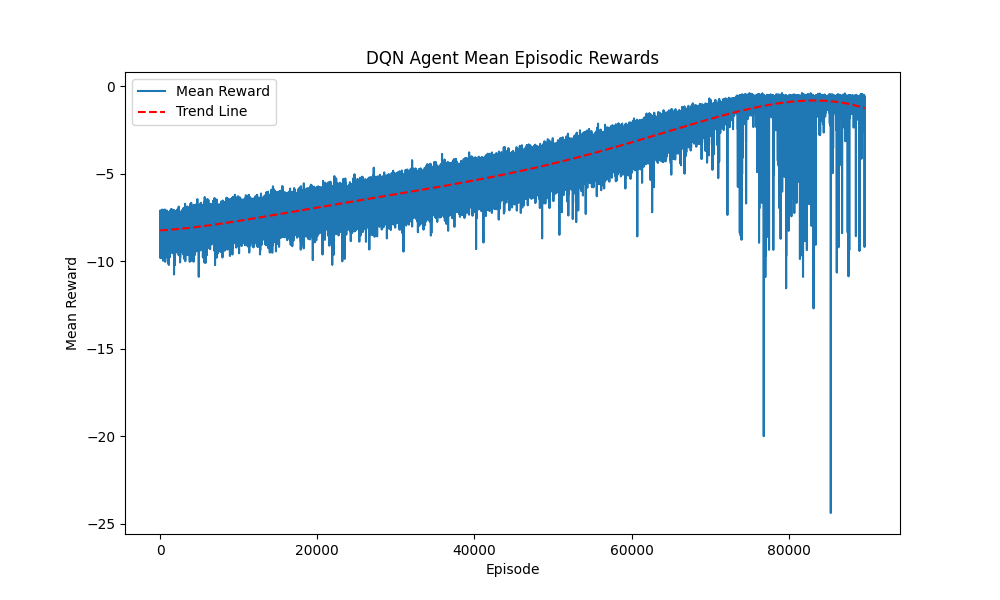 DQN Agent Mean Episodic Rewards
Mean Reward
Trend Line
0
−5
−10
−15
−20
−25
Mean Reward
0
20000
40000
60000
80000
Episode